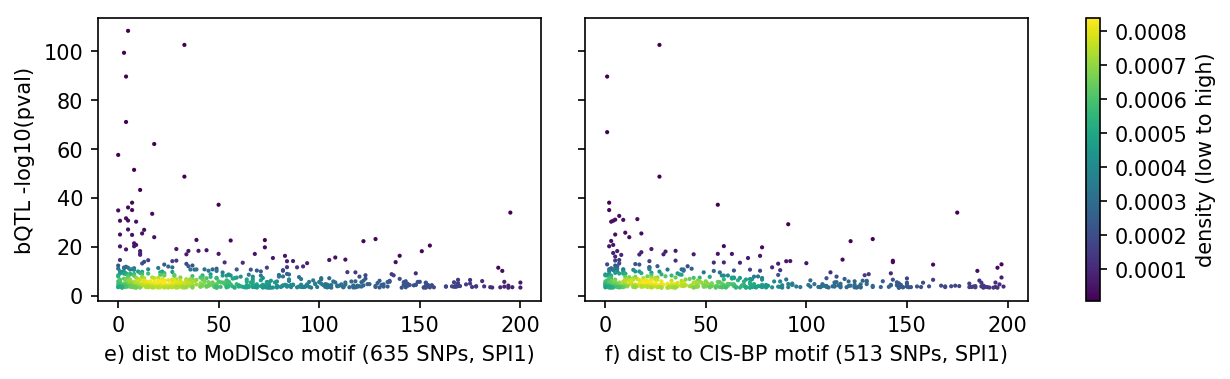 bQTL -log10(pval)
100
80
60
40
20
0
0 50 100 150 200
e) dist to MoDISco motif (635 SNPs, SPI1)
0 50 100 150 200
f) dist to CIS-BP motif (513 SNPs, SPI1)
0.0008
0.0007
0.0006
0.0005
0.0004
0.0003
0.0002
0.0001
density (low to high)